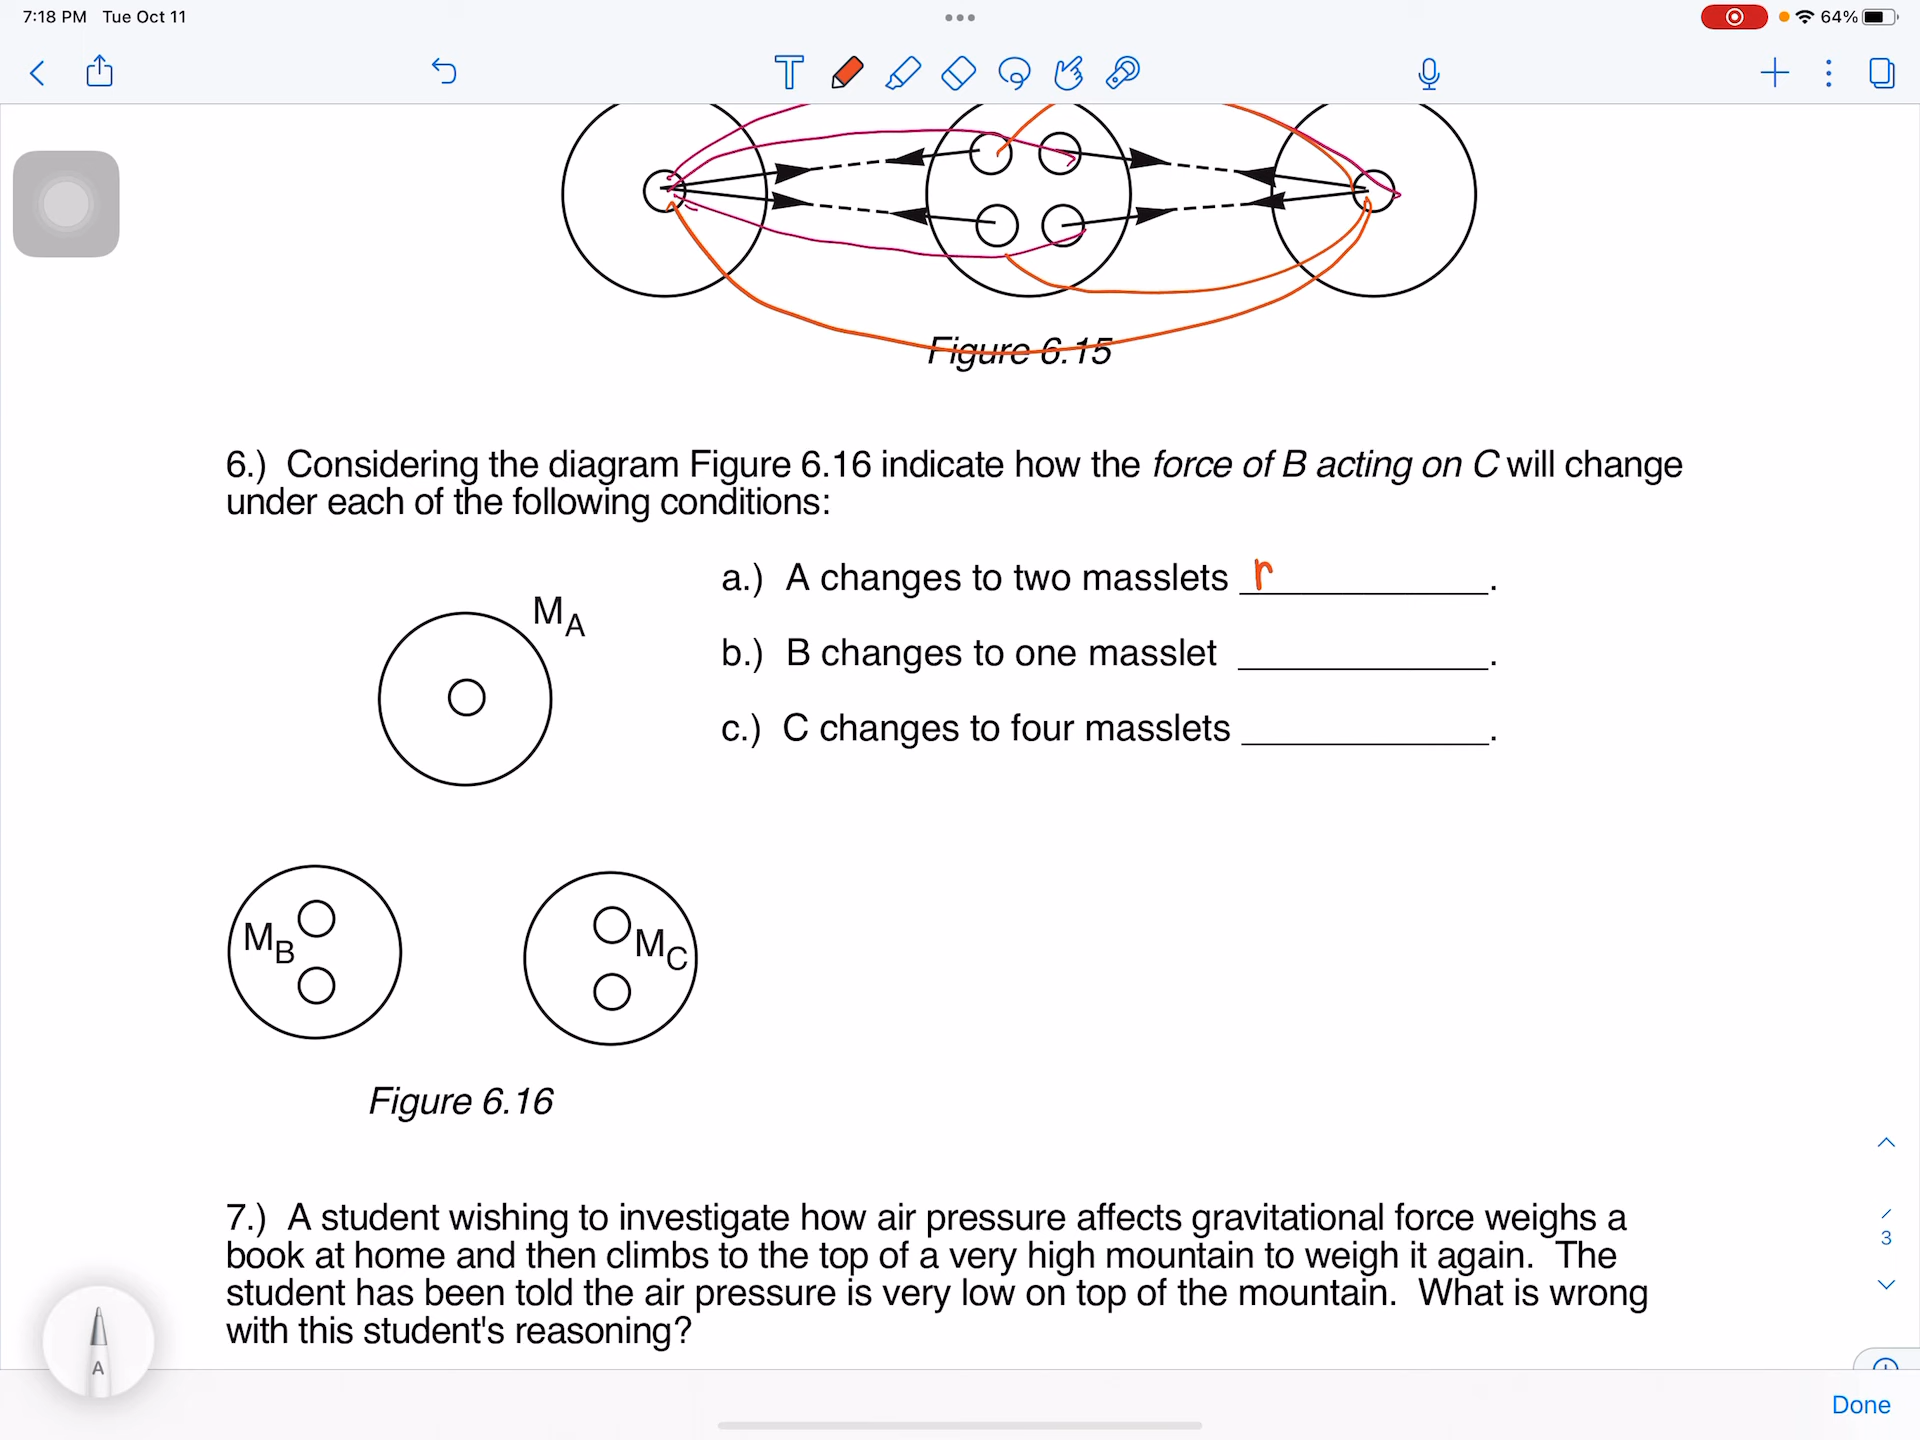 7:18 PM Tue Oct 11
64%
T
Figure 6.15
6.) Considering the diagram Figure 6.16 indicate how the force of B acting on C will change
under each of the following conditions:
a.) A changes to two masslets r__________.
b.) B changes to one masslet __________.
c.) C changes to four masslets __________.
MA
MB
MC
Figure 6.16
7.) A student wishing to investigate how air pressure affects gravitational force weighs a
book at home and then climbs to the top of a very high mountain to weigh it again. The
student has been told the air pressure is very low on top of the mountain. What is wrong
with this student's reasoning?
3
A
Done